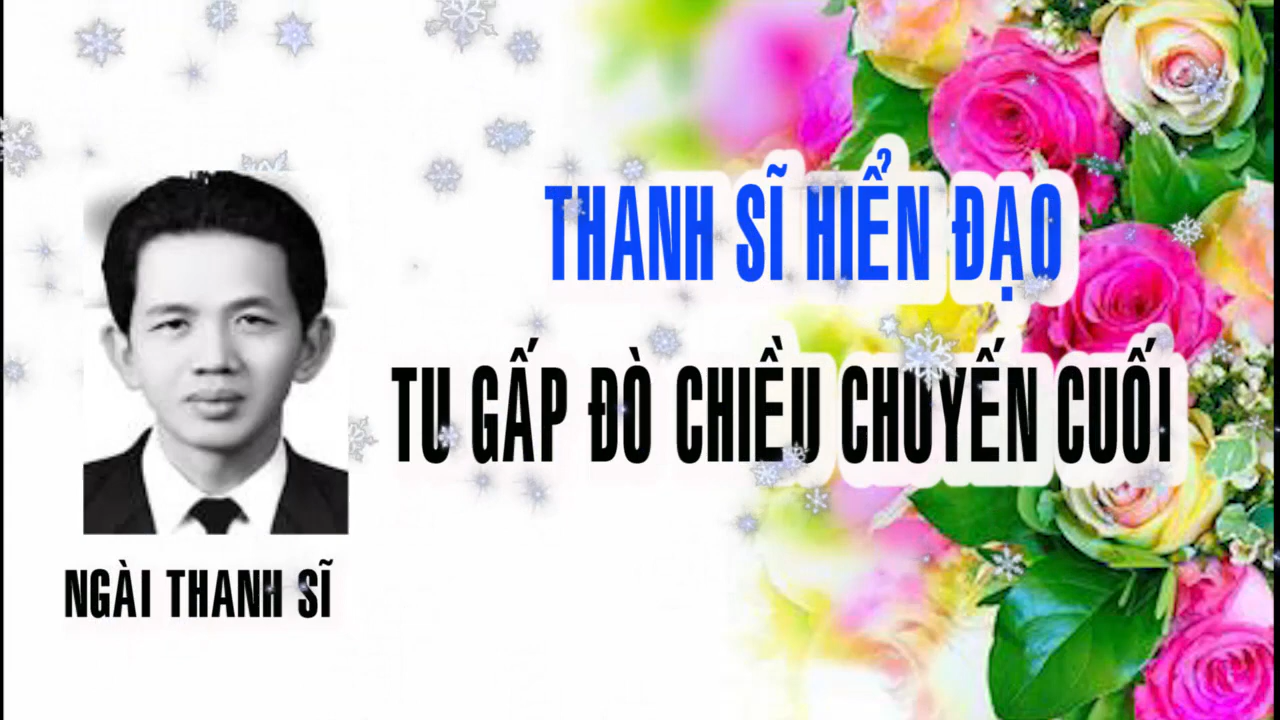 THANH SĨ HIỂN ĐẠO
TU GẤP ĐÒ CHIỀU CHUYẾN CUỐI
NGÀI THANH SĨ